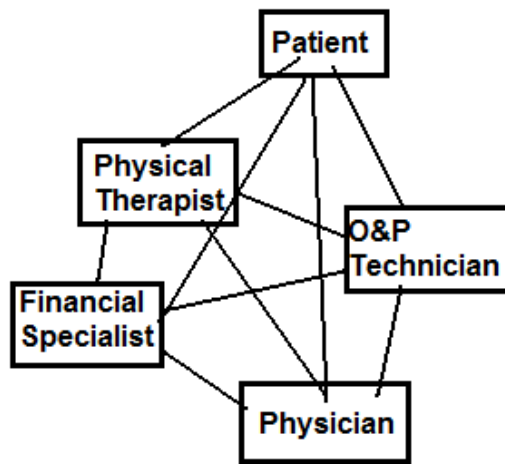 Patient
Physical
Therapist
O&P
Technician
Financial
Specialist
Physician